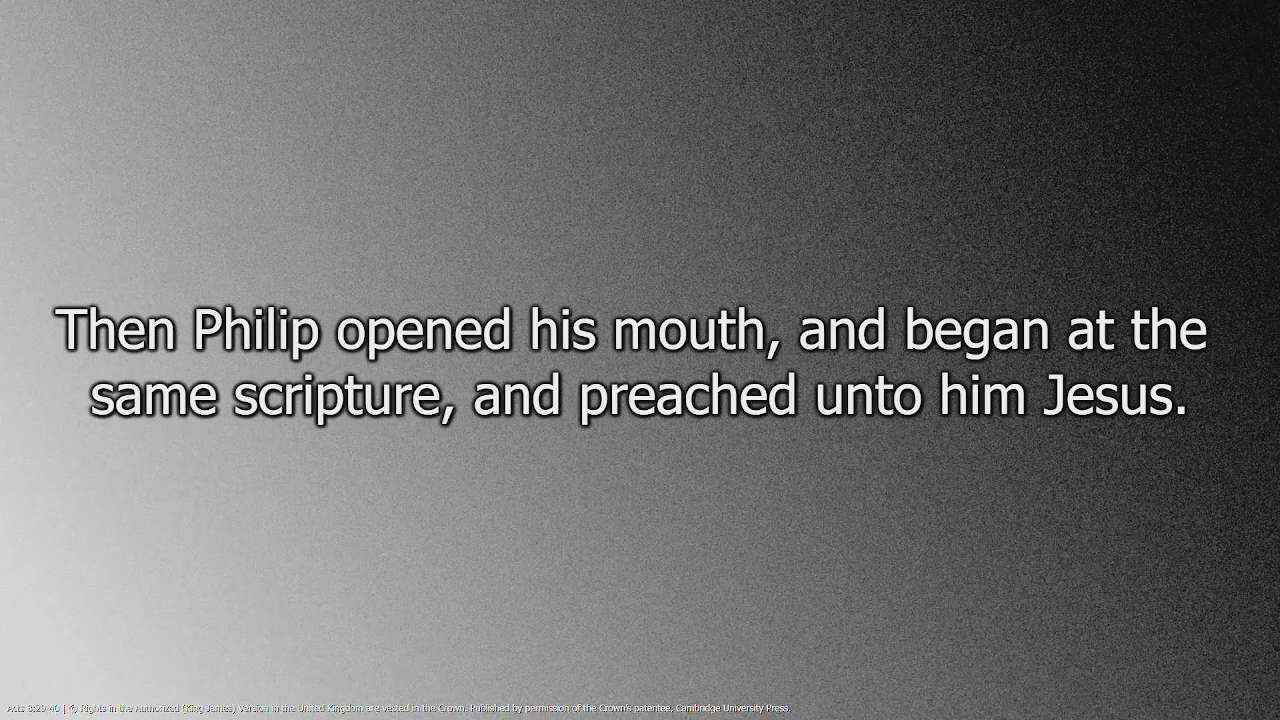 Then Philip opened his mouth, and began at the
same scripture, and preached unto him Jesus.
Acts 8:29-40 | © Rights in the Authorized (King James) Version in the United Kingdom are vested in the Crown. Published by permission of the Crown's patentee, Cambridge University Press.